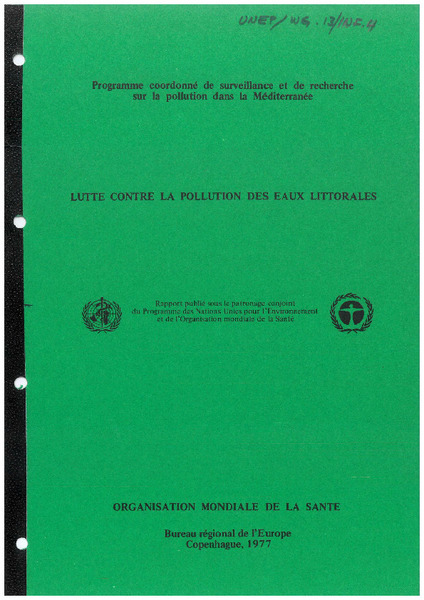 UNEP/WG.13/INF.4
Programme coordonné de surveillance et de recherche
sur la pollution dans la Méditerranée
LUTTE CONTRE LA POLLUTION DES EAUX LITTORALES
Rapport publié sous le patronage conjoint
du Programme des Nations Unies pour l'Environnement
et de l'Organisation mondiale de la Santé
ORGANISATION MONDIALE DE LA SANTE
Bureau régional de l'Europe
Copenhague, 1977